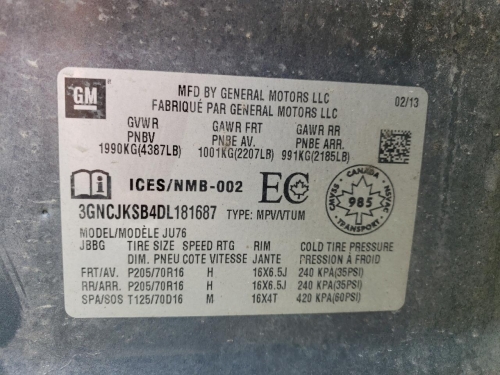 GM
MFD BY GENERAL MOTORS LLC
FABRIQUÉ PAR GENERAL MOTORS LLC
02/13
GVWR GAWR FRT GAWR RR
PNBV PNBE AV. PNBE ARR.
1990KG(4387LB) 1001KG(2207LB) 991KG(2185LB)
ICES/NMB-002 EC
CMVSS - CANADA - NSVAC
985
TRANSPORT
3GNCJKSB4DL181687 TYPE: MPV/VTUM
MODEL/MODÈLE JU76
JBBG TIRE SIZE SPEED RTG RIM COLD TIRE PRESSURE
DIM. PNEU COTE VITESSE JANTE PRESSION À FROID
FRT/AV. P205/70R16 H 16X6.5J 240 KPA(35PSI)
RR/ARR. P205/70R16 H 16X6.5J 240 KPA(35PSI)
SPA/SOS T125/70D16 M 16X4T 420 KPA(60PSI)